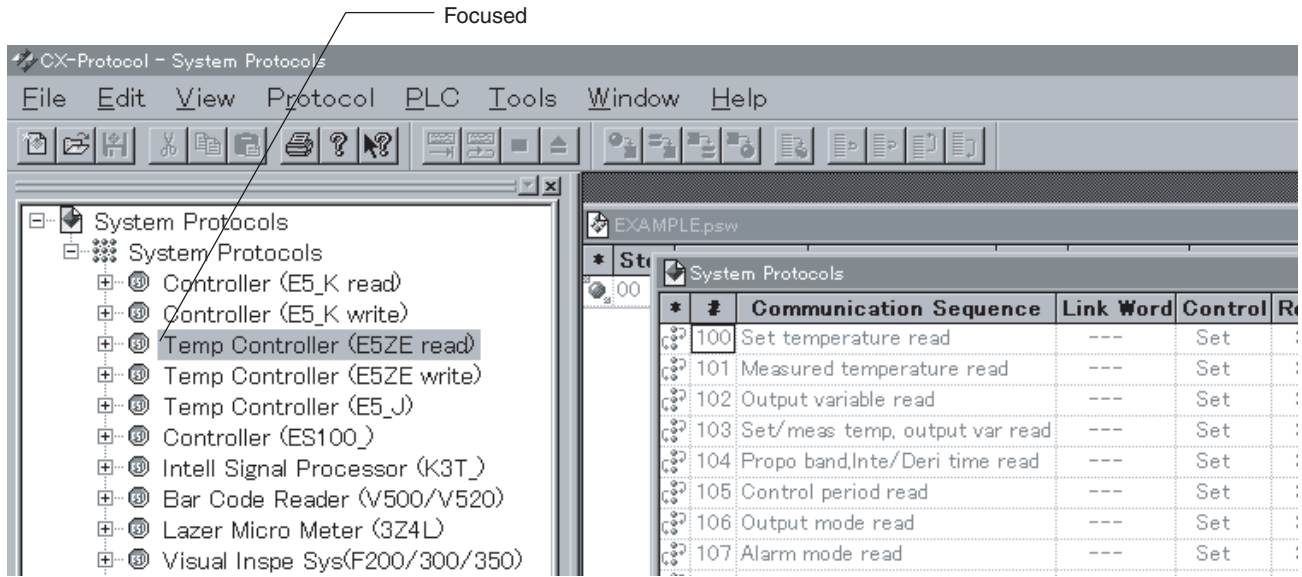 Focused
CX-Protocol - System Protocols
File Edit View Protocol PLC Tools Window Help
System Protocols
System Protocols
Controller (E5_K read)
Controller (E5_K write)
Temp Controller (E5ZE read)
Temp Controller (E5ZE write)
Temp Controller (E5_J)
Controller (ES100_)
Intell Signal Processor (K3T_)
Bar Code Reader (V500/V520)
Lazer Micro Meter (3Z4L)
Visual Inspe Sys(F200/300/350)
EXAMPLE.psw
*
00
System Protocols
* # Communication Sequence Link Word Control
100 Set temperature read --- Set
101 Measured temperature read --- Set
102 Output variable read --- Set
103 Set/meas temp, output var read --- Set
104 Propo band,Inte/Deri time read --- Set
105 Control period read --- Set
106 Output mode read --- Set
107 Alarm mode read --- Set